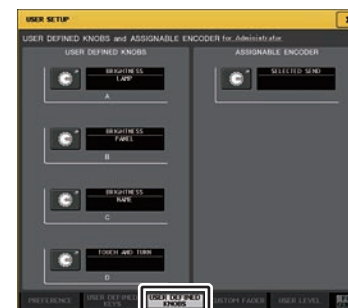 USER SETUP
USER DEFINED KNOBS and ASSIGNABLE ENCODER for Administrator
USER DEFINED KNOBS
BRIGHTNESS
LAMP
A
BRIGHTNESS
PANEL
B
BRIGHTNESS
NAME
C
TOUCH AND TURN
D
ASSIGNABLE ENCODER
SELECTED SEND
PREFERENCE
USER DEFINED
KEYS
USER DEFINED
KNOBS
CUSTOM FADER
USER LEVEL